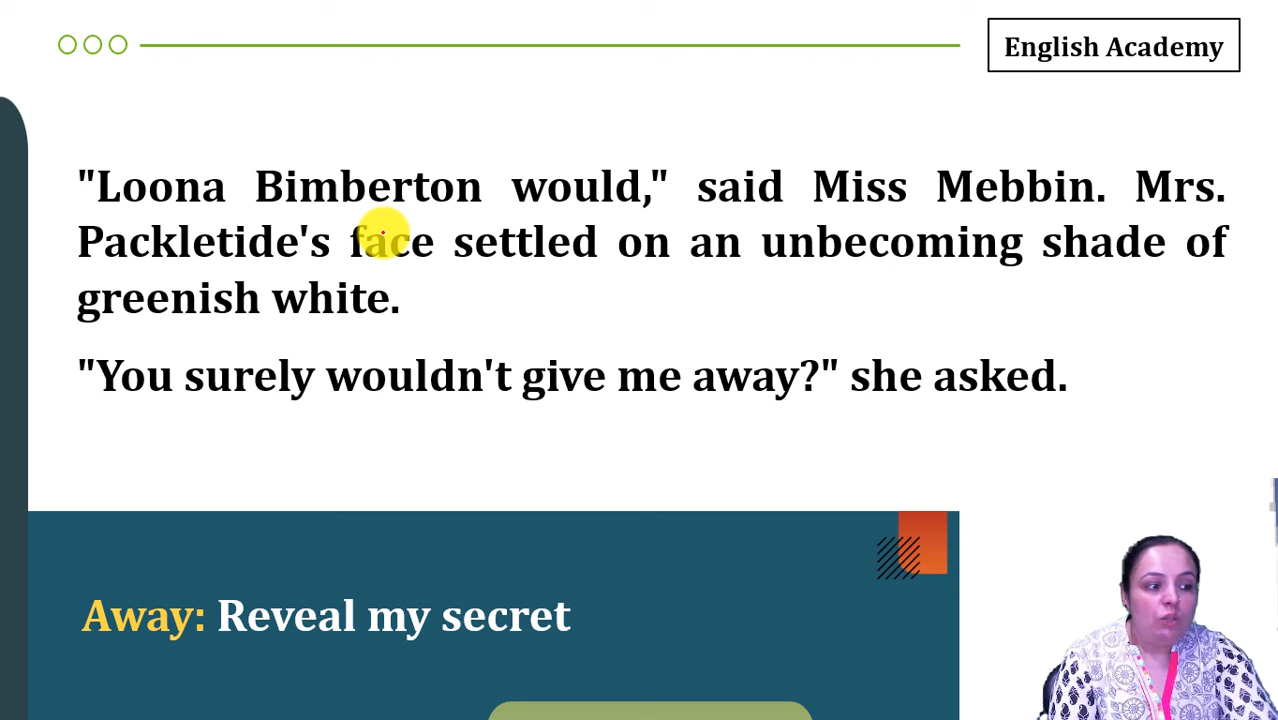 English Academy
"Loona Bimberton would," said Miss Mebbin. Mrs.
Packletide's face settled on an unbecoming shade of
greenish white.
"You surely wouldn't give me away?" she asked.
Away: Reveal my secret